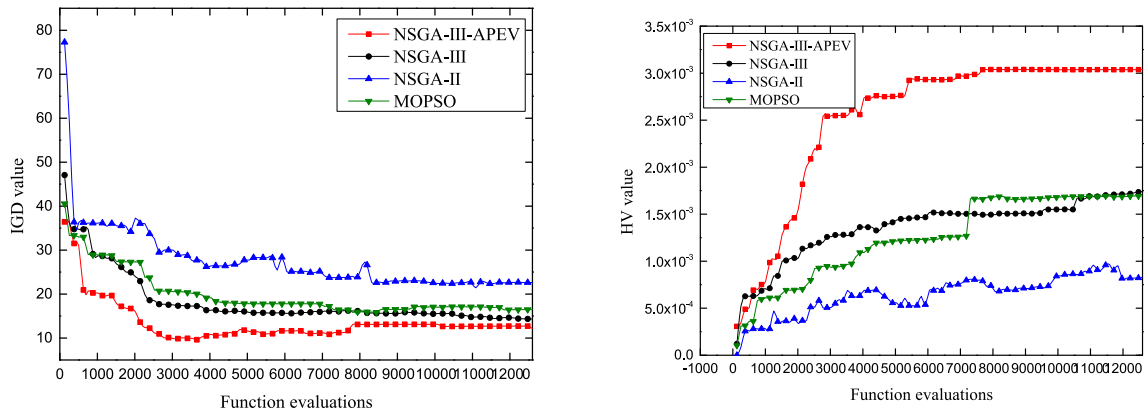 85
80
70
60
50
40
30
20
10
IGD value
NSGA-III-APEV
NSGA-III
NSGA-II
MOPSO
0 1000 2000 3000 4000 5000 6000 7000 8000 9000 10000 11000 12000
Function evaluations
3.5x10⁻³
3.0x10⁻³
2.5x10⁻³
2.0x10⁻³
1.5x10⁻³
1.0x10⁻³
5.0x10⁻⁴
0.0
HV value
NSGA-III-APEV
NSGA-III
NSGA-II
MOPSO
-1000 0 1000 2000 3000 4000 5000 6000 7000 8000 9000 10000 11000 12000
Function evaluations